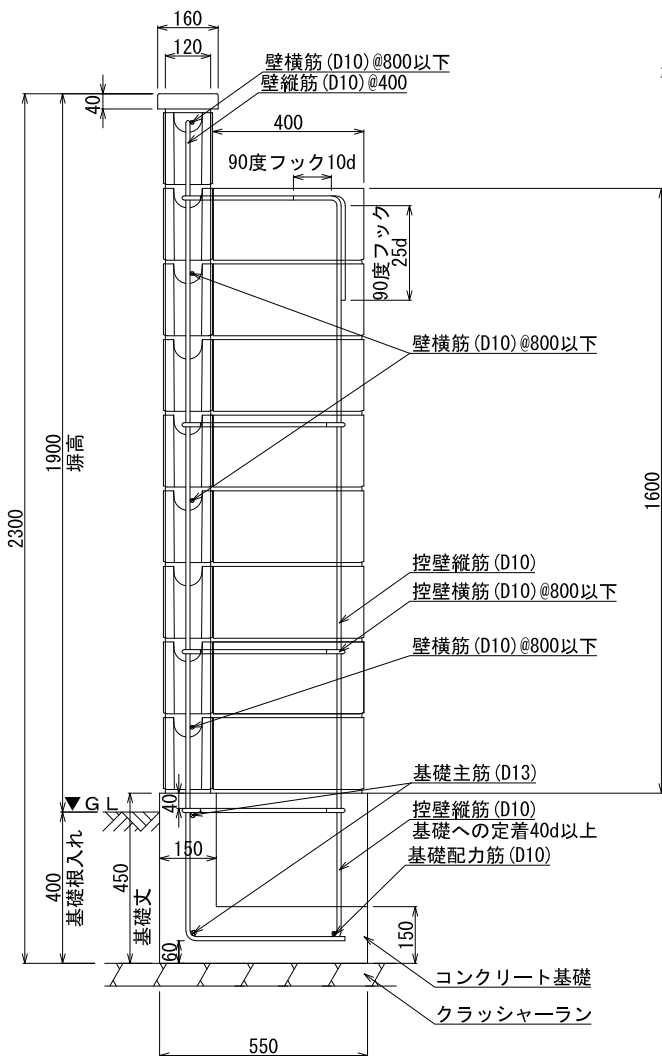 160
120
壁横筋(D10)@800以下
壁縦筋(D10)@400
40
400
90度フック10d
90度フック
25d
壁横筋(D10)@800以下
1900
塀高
2300
1600
控壁縦筋(D10)
控壁横筋(D10)@800以下
壁横筋(D10)@800以下
基礎主筋(D13)
▼GL
40
控壁縦筋(D10)
基礎への定着40d以上
150
基礎配力筋(D10)
400
基礎根入れ
450
基礎丈
60
150
コンクリート基礎
クラッシャーラン
550